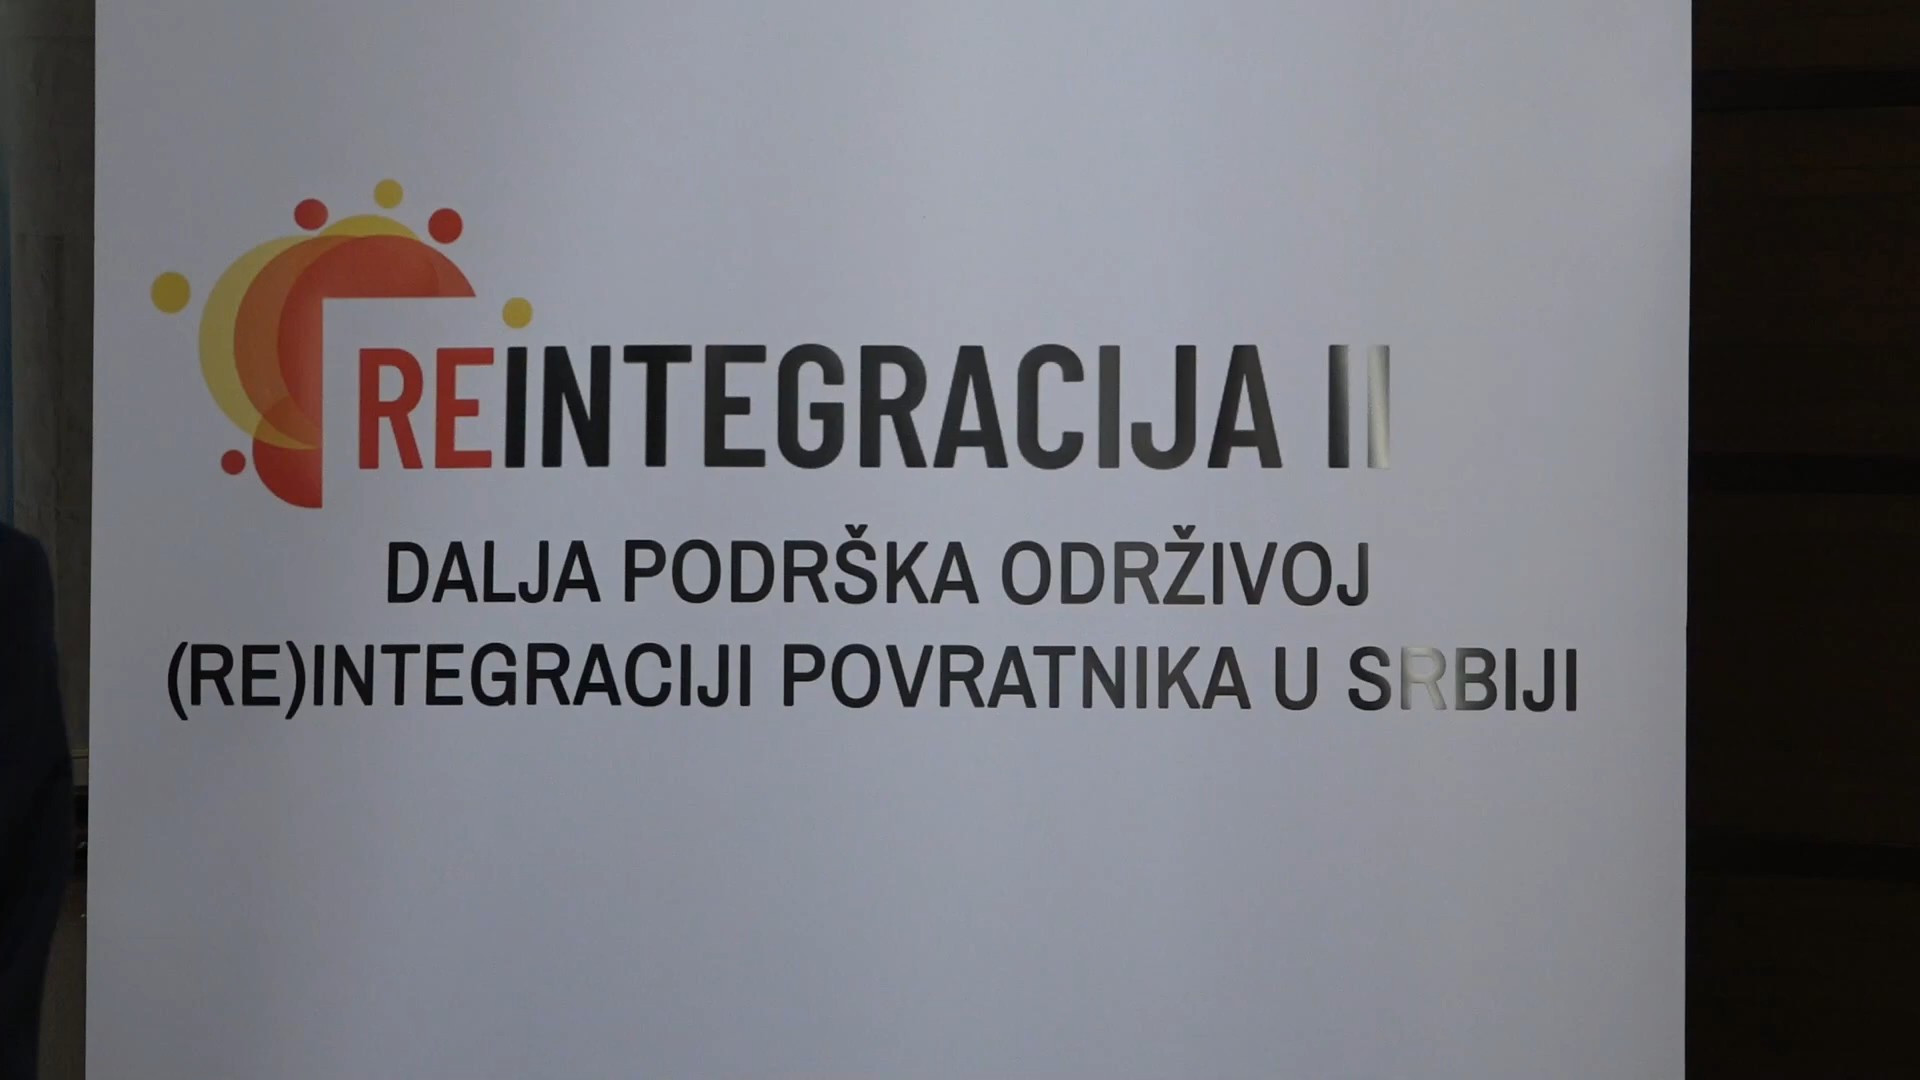 REINTEGRACIJA II
DALJA PODRŠKA ODRŽIVOJ
(RE)INTEGRACIJI POVRATNIKA U SRBIJI